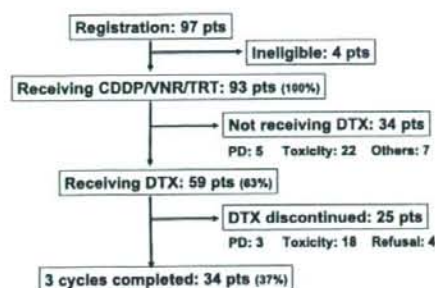 Registration: 97 pts
Ineligible: 4 pts
Receiving CDDP/VNR/TRT: 93 pts (100%)
Not receiving DTX: 34 pts
PD: 5 Toxicity: 22 Others: 7
Receiving DTX: 59 pts (63%)
DTX discontinued: 25 pts
PD: 3 Toxicity: 18 Refusal: 4
3 cycles completed: 34 pts (37%)